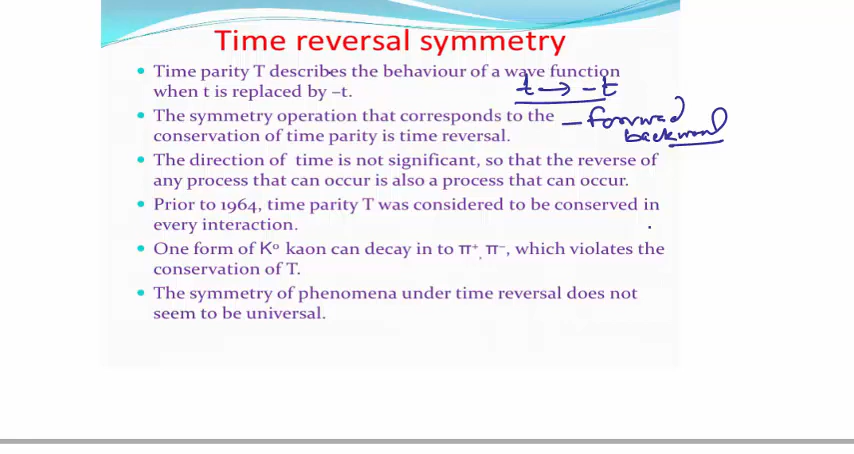 Time reversal symmetry
• Time parity T describes the behaviour of a wave function
when t is replaced by –t.
t → -t
• The symmetry operation that corresponds to the
conservation of time parity is time reversal.
– forward
backward
• The direction of time is not significant, so that the reverse of
any process that can occur is also a process that can occur.
• Prior to 1964, time parity T was considered to be conserved in
every interaction.
• One form of K⁰ kaon can decay in to π⁺, π⁻, which violates the
conservation of T.
• The symmetry of phenomena under time reversal does not
seem to be universal.